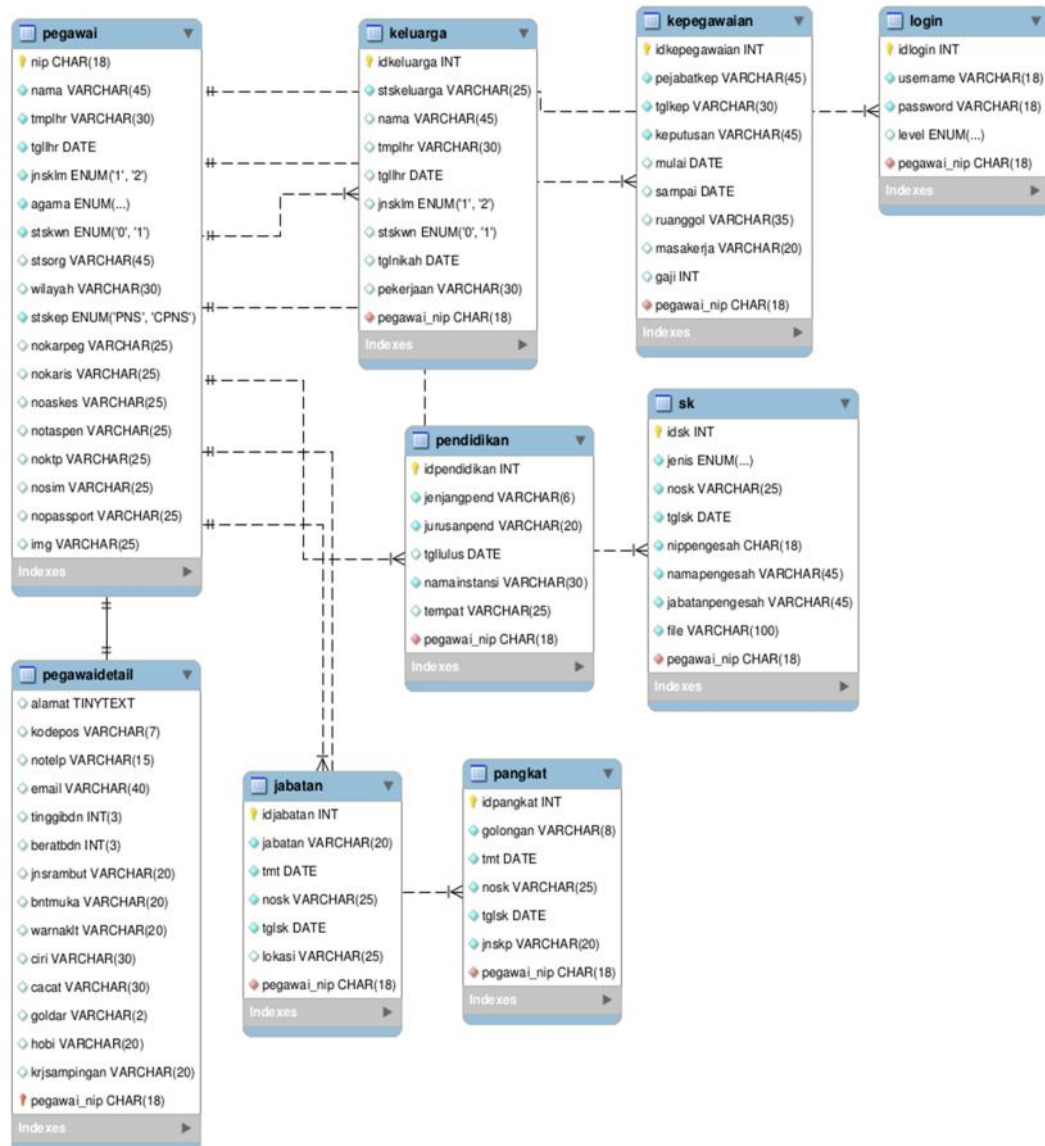 pegawai
nip CHAR(18)
nama VARCHAR(45)
tmplhr VARCHAR(30)
tgllhr DATE
jnsklm ENUM('1', '2')
agama ENUM(...)
stskwn ENUM('0', '1')
stsorg VARCHAR(45)
wilayah VARCHAR(30)
stskep ENUM('PNS', 'CPNS')
nokarpeg VARCHAR(25)
nokaris VARCHAR(25)
noaskes VARCHAR(25)
notaspen VARCHAR(25)
noktp VARCHAR(25)
nosim VARCHAR(25)
nopassport VARCHAR(25)
img VARCHAR(25)
Indexes
keluarga
idkeluarga INT
stskeluarga VARCHAR(25)
nama VARCHAR(45)
tmplhr VARCHAR(30)
tgllhr DATE
jnsklm ENUM('1', '2')
stskwn ENUM('0', '1')
tglnikah DATE
pekerjaan VARCHAR(30)
pegawai_nip CHAR(18)
Indexes
kepegawaian
idkepegawaian INT
pejabatkep VARCHAR(45)
tglkep VARCHAR(30)
keputusan VARCHAR(45)
mulai DATE
sampai DATE
ruanggol VARCHAR(35)
masakerja VARCHAR(20)
gaji INT
pegawai_nip CHAR(18)
Indexes
login
idlogin INT
username VARCHAR(18)
password VARCHAR(18)
level ENUM(...)
pegawai_nip CHAR(18)
Indexes
pendidikan
idpendidikan INT
jenjangpend VARCHAR(6)
jurusanpend VARCHAR(20)
tgllulus DATE
namainstansi VARCHAR(30)
tempat VARCHAR(25)
pegawai_nip CHAR(18)
Indexes
sk
idsk INT
jenis ENUM(...)
nosk VARCHAR(25)
tglsk DATE
nippengesah CHAR(18)
namapengesah VARCHAR(45)
jabatanpengesah VARCHAR(45)
file VARCHAR(100)
pegawai_nip CHAR(18)
Indexes
pegawaidetail
alamat TINYTEXT
kodepos VARCHAR(7)
notelp VARCHAR(15)
email VARCHAR(40)
tinggibdn INT(3)
beratbdn INT(3)
jnsrambut VARCHAR(20)
bntmuka VARCHAR(20)
warnaklt VARCHAR(20)
ciri VARCHAR(30)
cacat VARCHAR(30)
goldar VARCHAR(2)
hobi VARCHAR(20)
krjsampingan VARCHAR(20)
pegawai_nip CHAR(18)
Indexes
jabatan
idjabatan INT
jabatan VARCHAR(20)
tmt DATE
nosk VARCHAR(25)
tglsk DATE
lokasi VARCHAR(25)
pegawai_nip CHAR(18)
Indexes
pangkat
idpangkat INT
golongan VARCHAR(8)
tmt DATE
nosk VARCHAR(25)
tglsk DATE
jnskp VARCHAR(20)
pegawai_nip CHAR(18)
Indexes